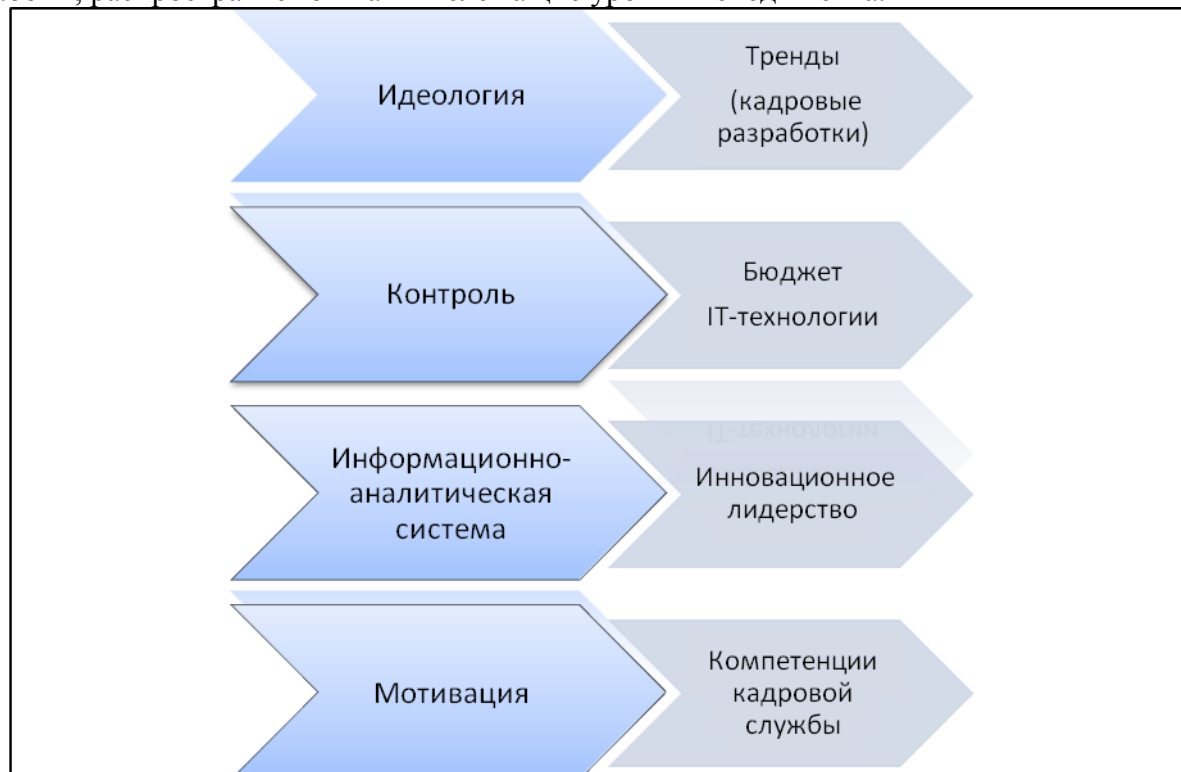 Идеология
Тренды
(кадровые
разработки)
Контроль
Бюджет
IT-технологии
Информационно-
аналитическая
система
Инновационное
лидерство
Мотивация
Компетенции
кадровой
службы